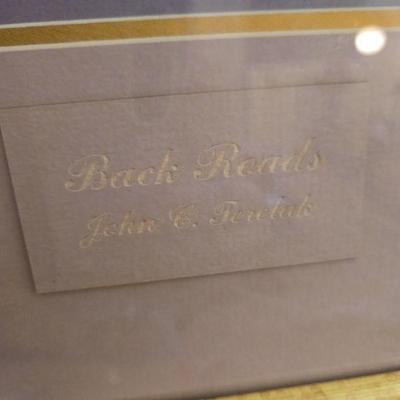 Back Roads
John C. Terelak